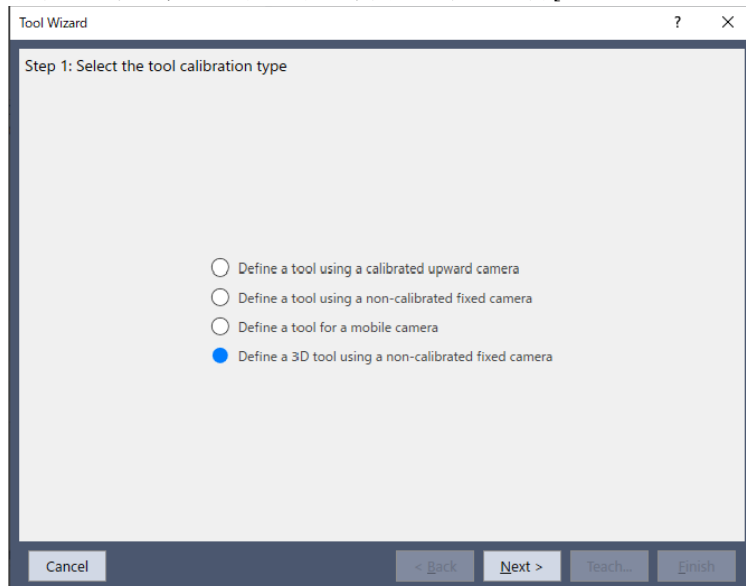 Tool Wizard
?
Step 1: Select the tool calibration type
Define a tool using a calibrated upward camera
Define a tool using a non-calibrated fixed camera
Define a tool for a mobile camera
Define a 3D tool using a non-calibrated fixed camera
Cancel
< Back
Next >
Teach...
Finish